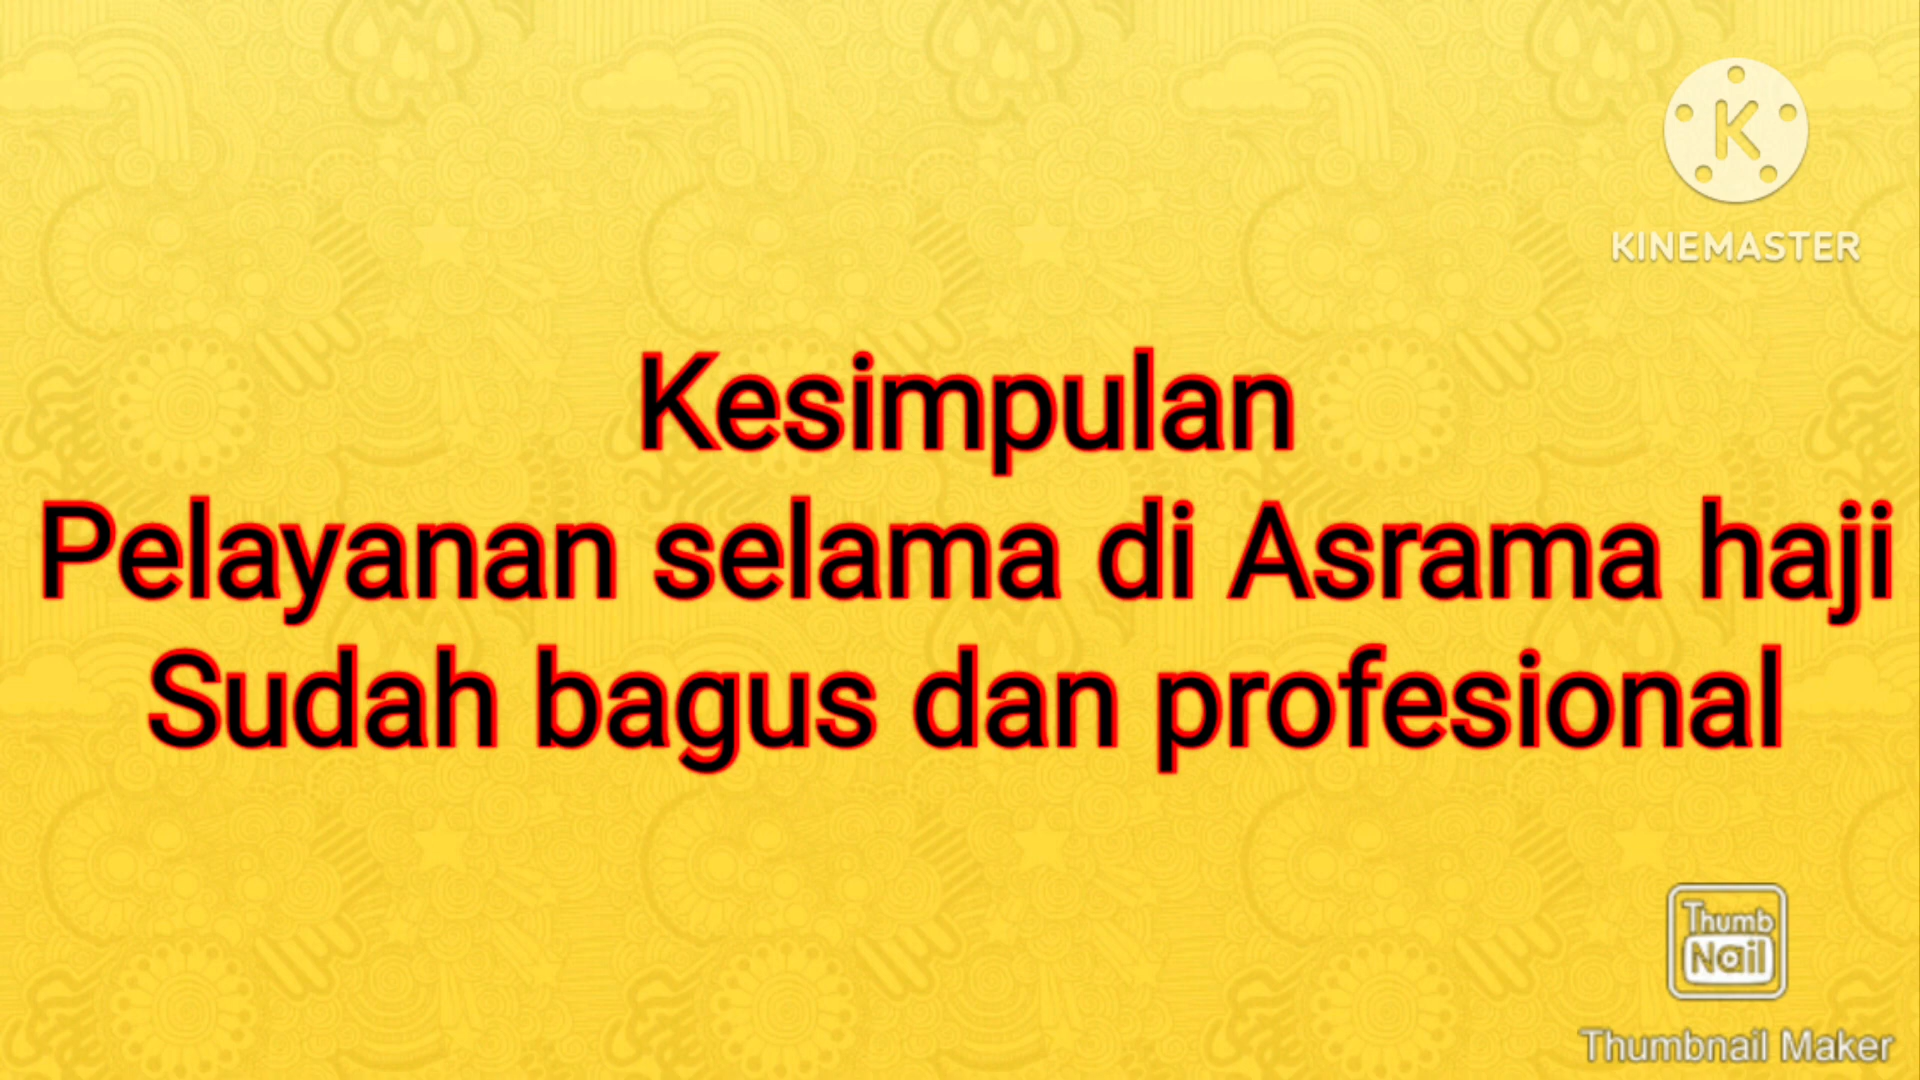 K
KINEMASTER
Kesimpulan
Pelayanan selama di Asrama haji
Sudah bagus dan profesional
Thumb
Nail
Thumbnail Maker